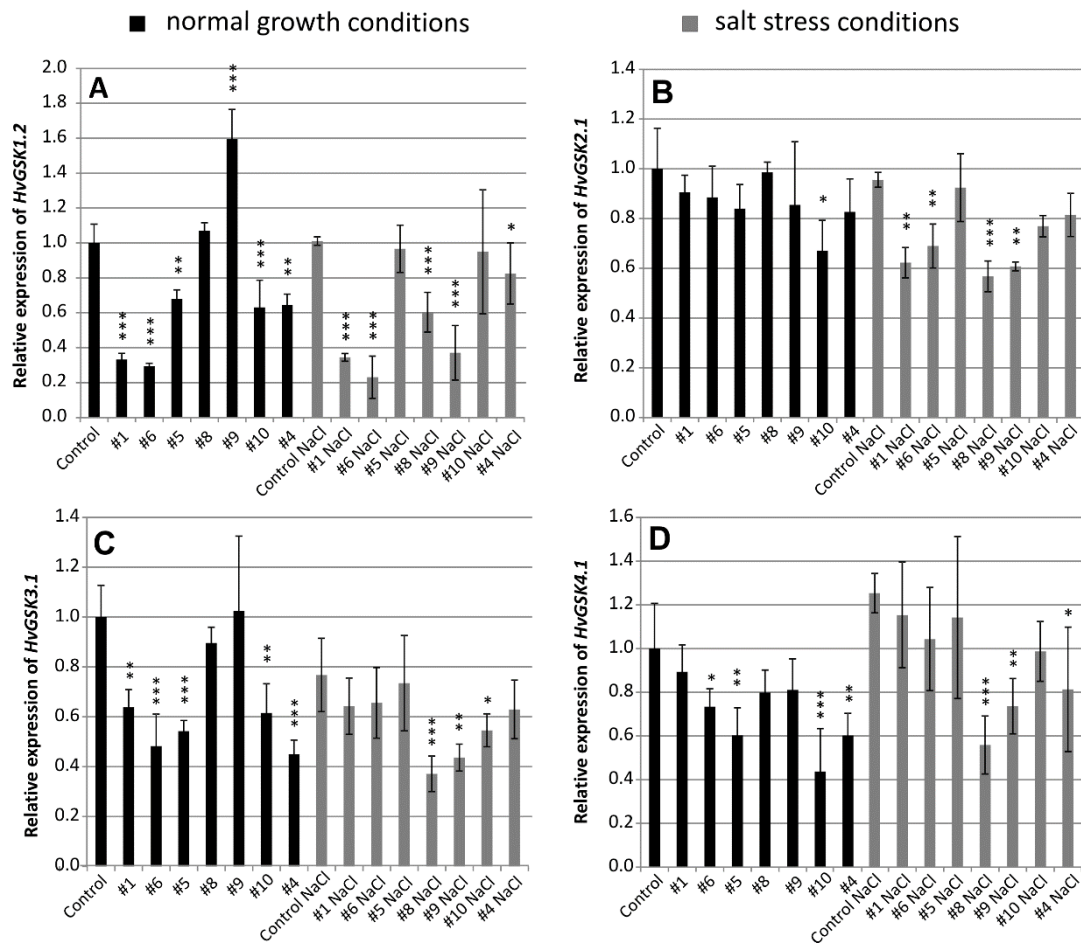 normal growth conditions
salt stress conditions
A
Relative expression of HvGSK1.2
2.0
1.8
1.6
1.4
1.2
1.0
0.8
0.6
0.4
0.2
0.0
***
***
**
***
***
**
***
***
***
***
*
Control
#1
#6
#5
#8
#9
#10
#4
Control NaCl
#1 NaCl
#6 NaCl
#5 NaCl
#8 NaCl
#9 NaCl
#10 NaCl
#4 NaCl
B
Relative expression of HvGSK2.1
1.4
1.2
1.0
0.8
0.6
0.4
0.2
0.0
*
**
**
***
**
Control
#1
#6
#5
#8
#9
#10
#4
Control NaCl
#1 NaCl
#6 NaCl
#5 NaCl
#8 NaCl
#9 NaCl
#10 NaCl
#4 NaCl
C
Relative expression of HvGSK3.1
1.4
1.2
1.0
0.8
0.6
0.4
0.2
0.0
**
***
***
**
***
***
**
*
Control
#1
#6
#5
#8
#9
#10
#4
Control NaCl
#1 NaCl
#6 NaCl
#5 NaCl
#8 NaCl
#9 NaCl
#10 NaCl
#4 NaCl
D
Relative expression of HvGSK4.1
1.6
1.4
1.2
1.0
0.8
0.6
0.4
0.2
0.0
*
**
***
**
***
**
*
Control
#1
#6
#5
#8
#9
#10
#4
Control NaCl
#1 NaCl
#6 NaCl
#5 NaCl
#8 NaCl
#9 NaCl
#10 NaCl
#4 NaCl